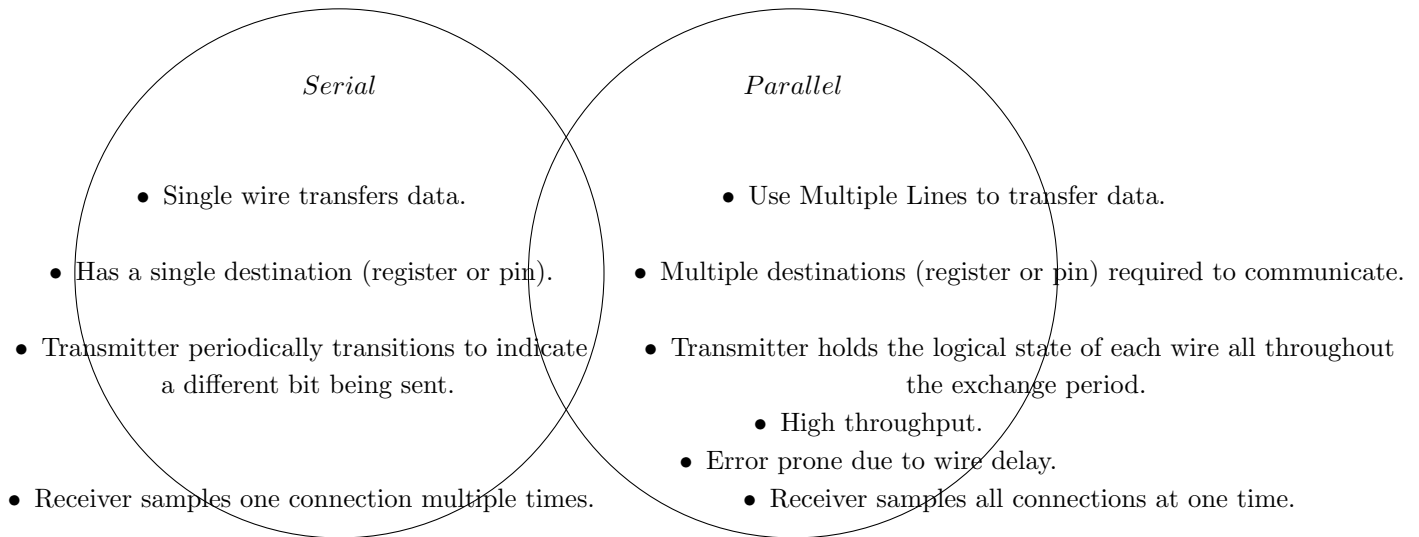 Serial
• Single wire transfers data.
• Has a single destination (register or pin).
• Transmitter periodically transitions to indicate
a different bit being sent.
• Receiver samples one connection multiple times.
Parallel
• Use Multiple Lines to transfer data.
• Multiple destinations (register or pin) required to communicate.
• Transmitter holds the logical state of each wire all throughout
the exchange period.
• High throughput.
• Error prone due to wire delay.
• Receiver samples all connections at one time.